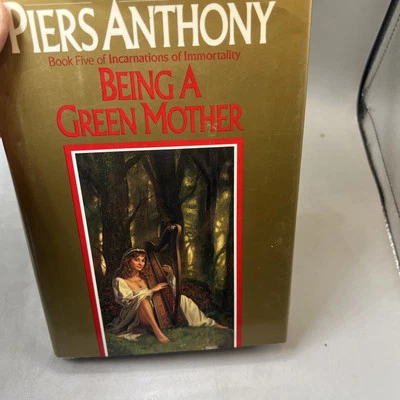 PIERS ANTHONY
Book Five of Incarnations of Immortality
BEING A
GREEN MOTHER